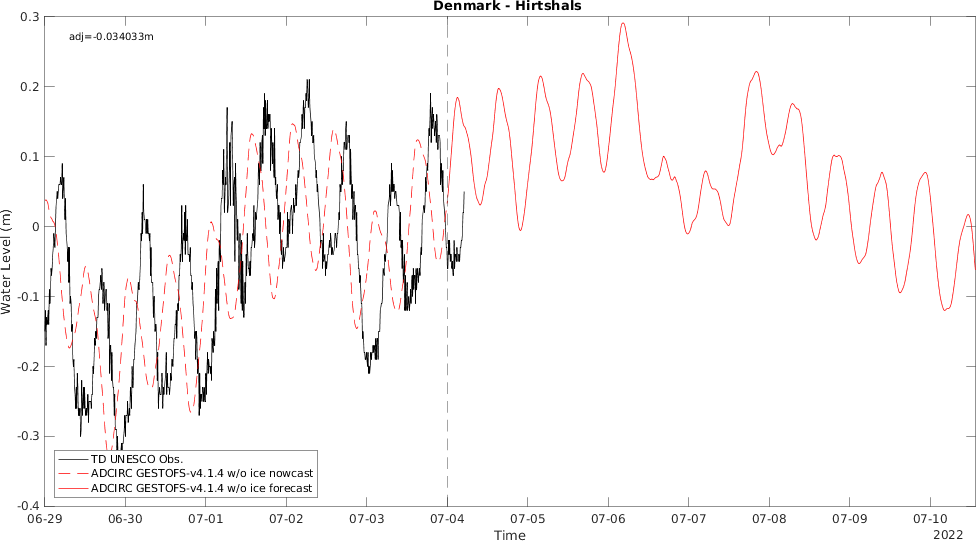 Denmark - Hirtshals
adj=-0.034033m
Water Level (m)
0.3
0.2
0.1
0
-0.1
-0.2
-0.3
-0.4
TD UNESCO Obs.
ADCIRC GESTOFS-v4.1.4 w/o ice nowcast
ADCIRC GESTOFS-v4.1.4 w/o ice forecast
06-29 06-30 07-01 07-02 07-03 07-04 07-05 07-06 07-07 07-08 07-09 07-10
Time
2022